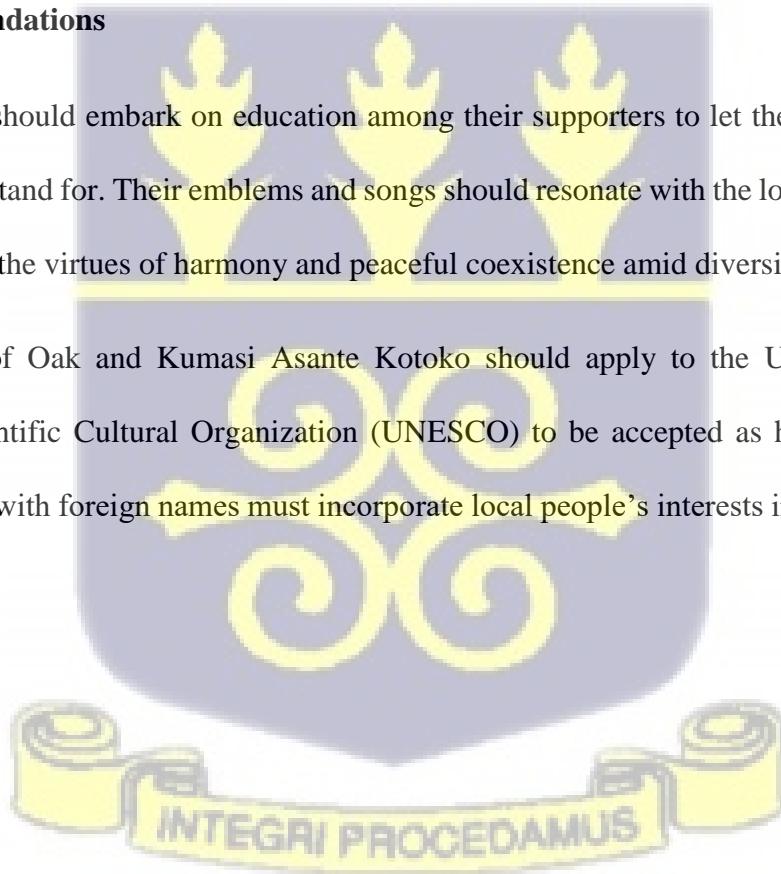 ndations
should embark on education among their supporters to let the
tand for. Their emblems and songs should resonate with the lo
the virtues of harmony and peaceful coexistence amid diversi
of Oak and Kumasi Asante Kotoko should apply to the U
ntific Cultural Organization (UNESCO) to be accepted as h
with foreign names must incorporate local people’s interests i
INTEGRI PROCEDAMUS